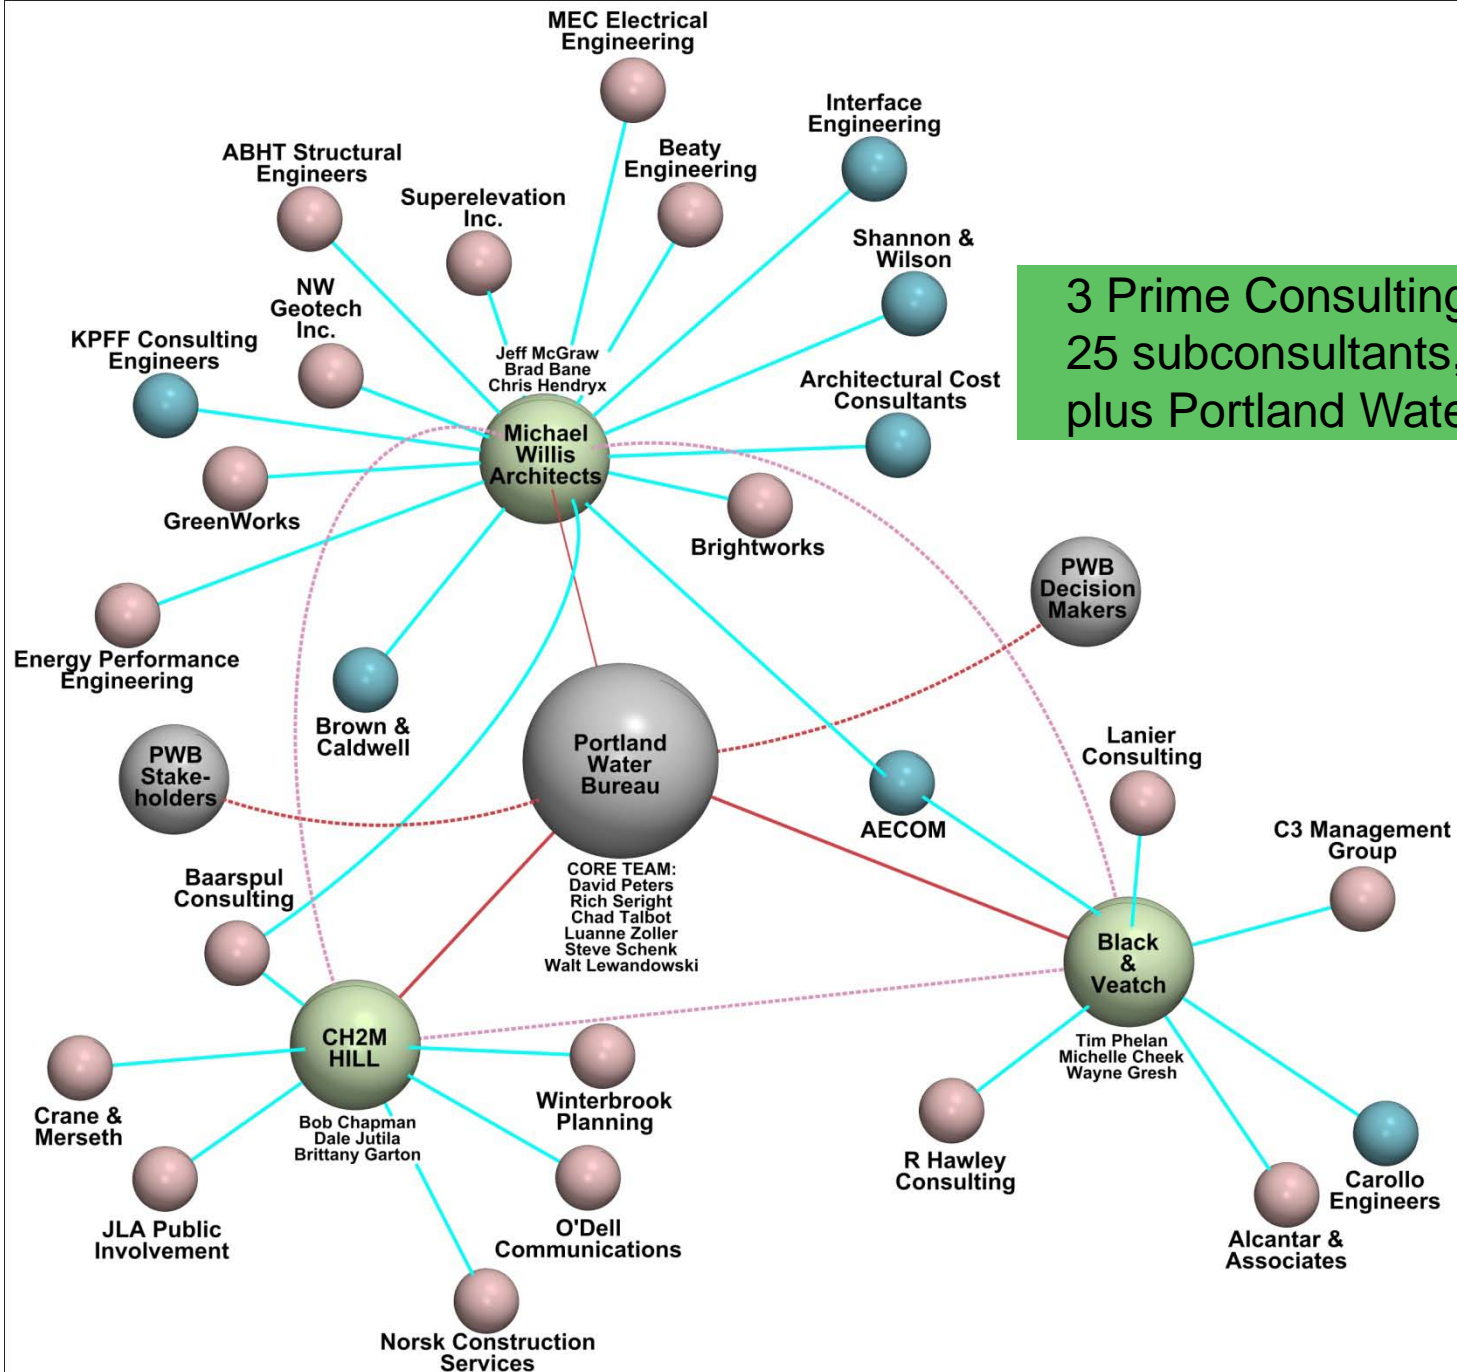 MEC Electrical
Engineering
Interface
Engineering
ABHT Structural
Engineers
Beaty
Engineering
Superelevation
Inc.
Shannon &
Wilson
NW
Geotech
Inc.
3 Prime Consulting
25 subconsultants,
plus Portland Wate
KPFF Consulting
Engineers
Jeff McGraw
Brad Bane
Chris Hendryx
Architectural Cost
Consultants
Michael
Willis
Architects
GreenWorks
Brightworks
PWB
Decision
Makers
Energy Performance
Engineering
Brown &
Caldwell
PWB
Stake-
holders
Portland
Water
Bureau
Lanier
Consulting
AECOM
C3 Management
Group
CORE TEAM:
David Peters
Rich Seright
Chad Talbot
Luanne Zoller
Steve Schenk
Walt Lewandowski
Baarspul
Consulting
Black
&
Veatch
CH2M
HILL
Tim Phelan
Michelle Cheek
Wayne Gresh
Crane &
Merseth
Bob Chapman
Dale Jutila
Brittany Garton
Winterbrook
Planning
R Hawley
Consulting
Carollo
Engineers
JLA Public
Involvement
O'Dell
Communications
Alcantar &
Associates
Norsk Construction
Services